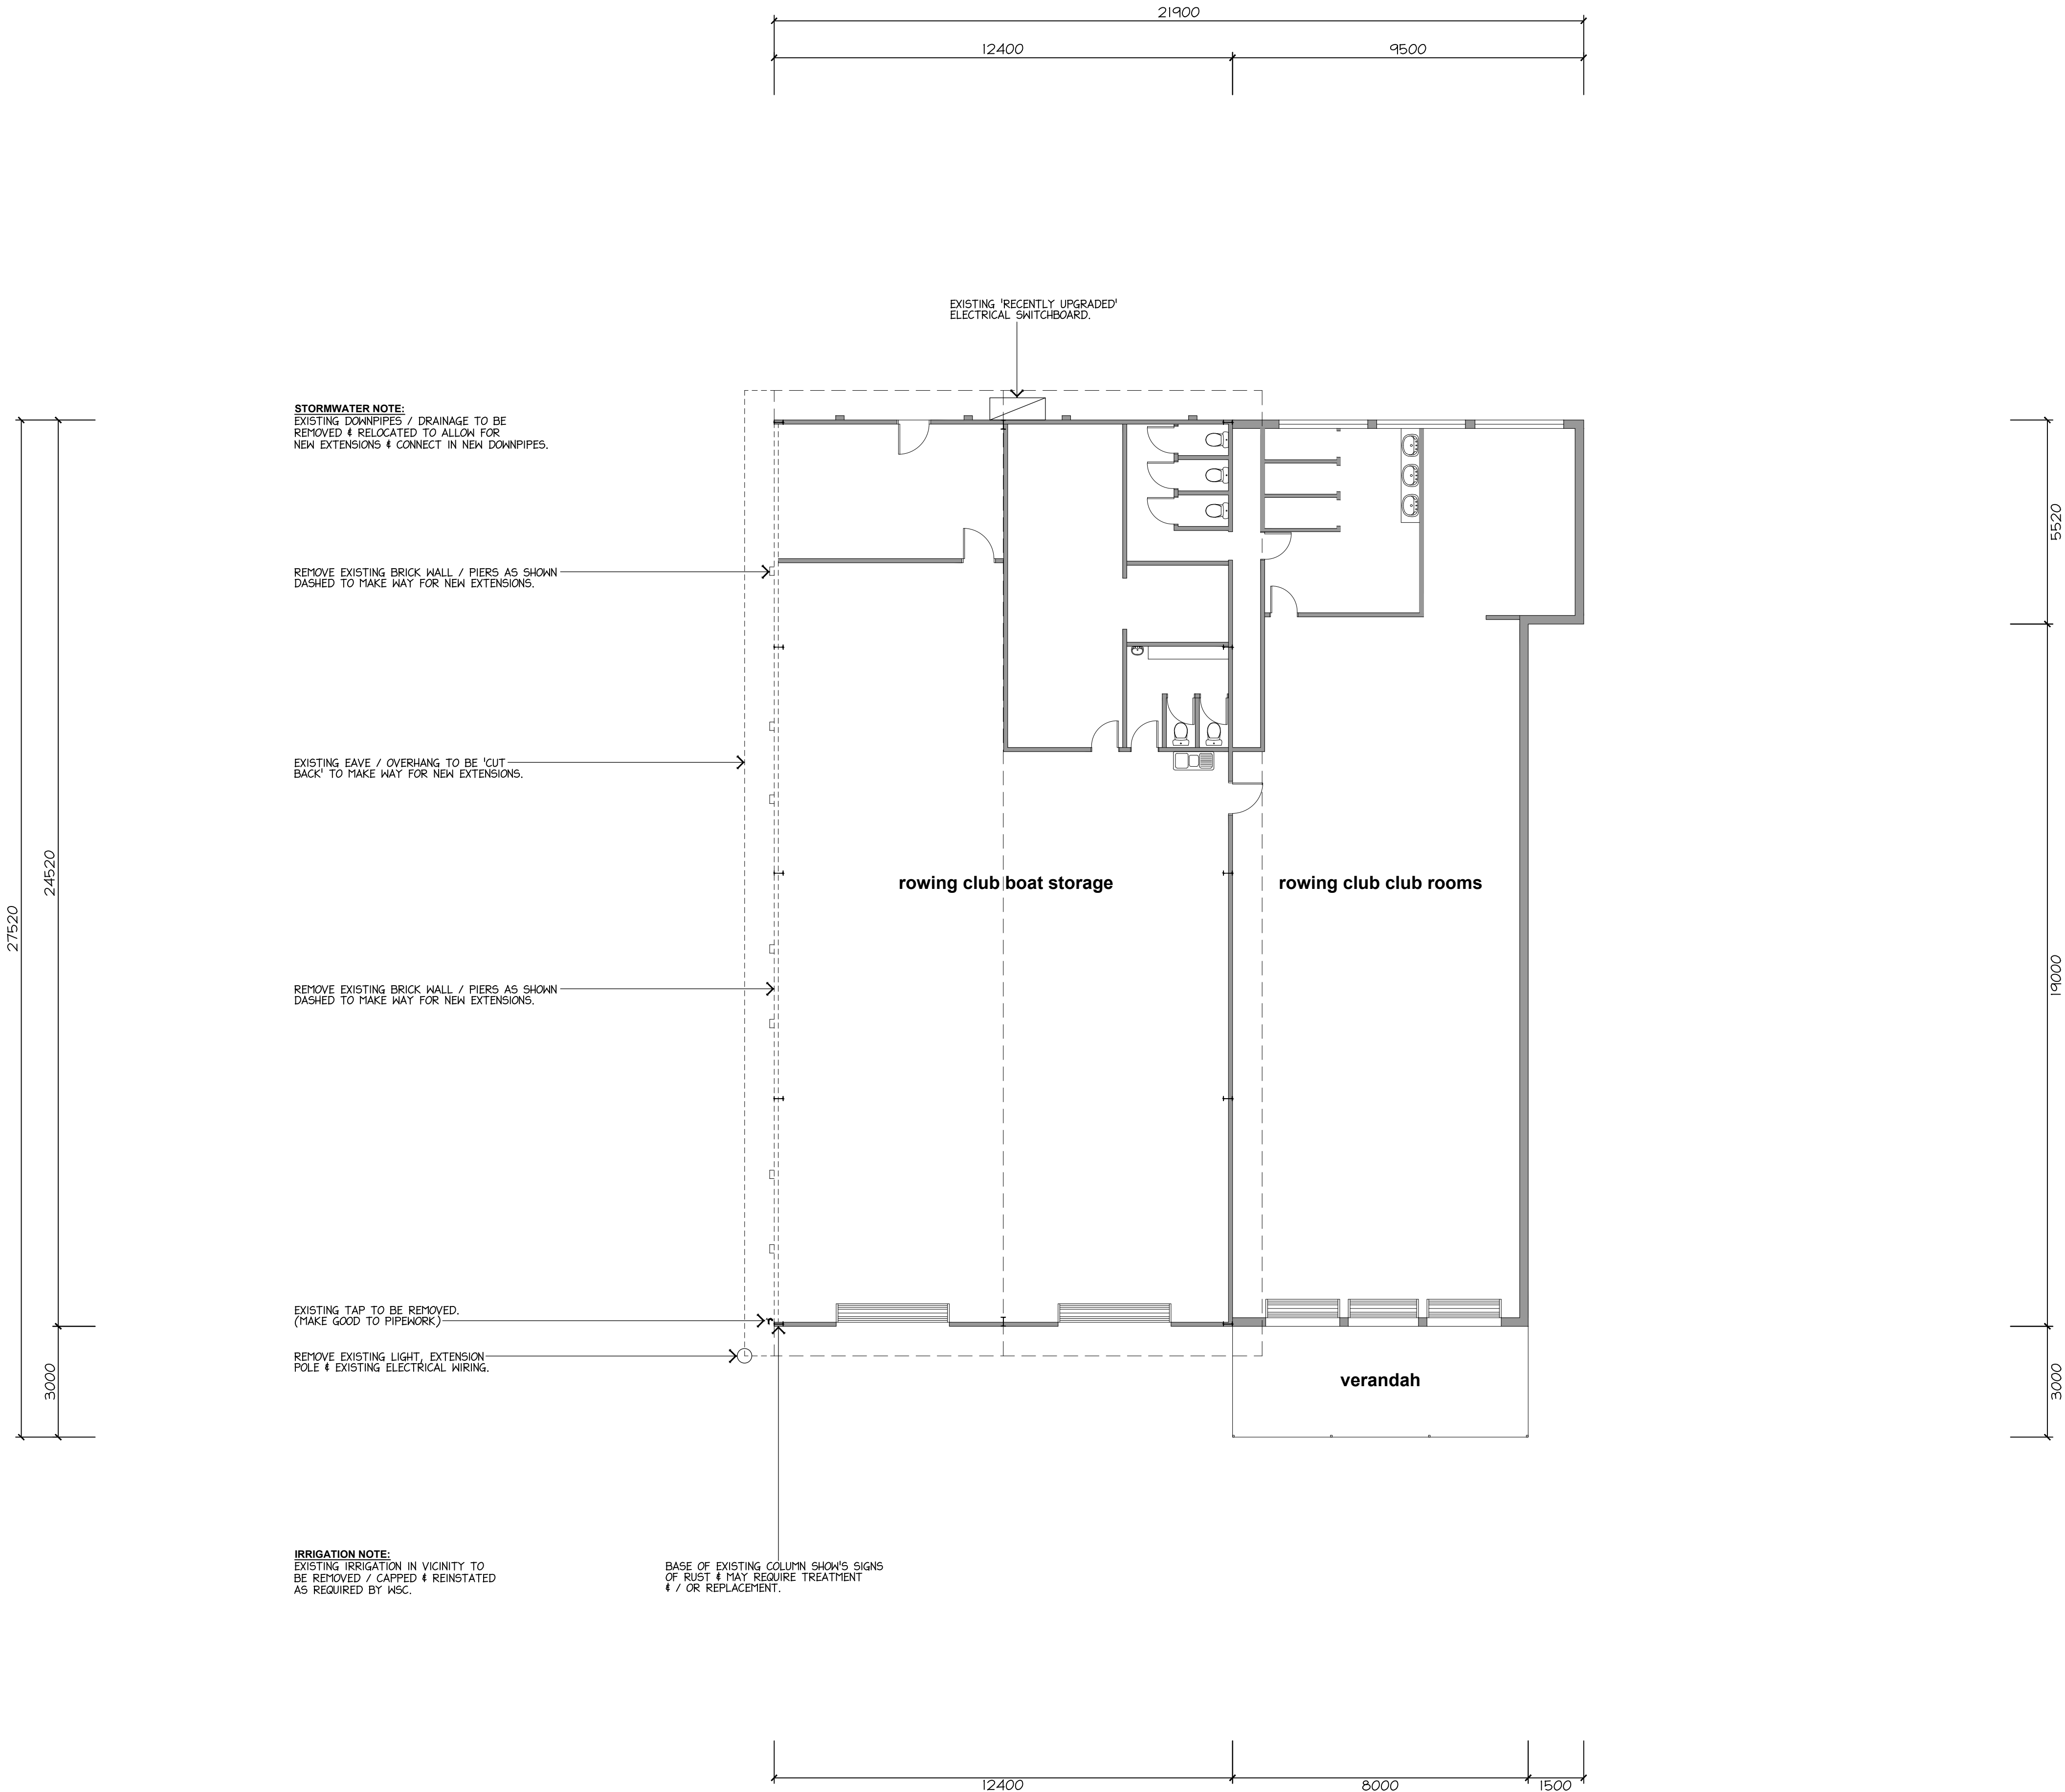 21900
12400
9500
EXISTING 'RECENTLY UPGRADED'
ELECTRICAL SWITCHBOARD.
STORMWATER NOTE:
EXISTING DOWNPIPES / DRAINAGE TO BE
REMOVED & RELOCATED TO ALLOW FOR
NEW EXTENSIONS & CONNECT IN NEW DOWNPIPES.
5520
REMOVE EXISTING BRICK WALL / PIERS AS SHOWN
DASHED TO MAKE WAY FOR NEW EXTENSIONS.
EXISTING EAVE / OVERHANG TO BE 'CUT
BACK' TO MAKE WAY FOR NEW EXTENSIONS.
24520
27520
rowing club boat storage
rowing club club rooms
19000
REMOVE EXISTING BRICK WALL / PIERS AS SHOWN
DASHED TO MAKE WAY FOR NEW EXTENSIONS.
EXISTING TAP TO BE REMOVED.
(MAKE GOOD TO PIPEWORK)
REMOVE EXISTING LIGHT, EXTENSION
POLE & EXISTING ELECTRICAL WIRING.
3000
verandah
3000
IRRIGATION NOTE:
EXISTING IRRIGATION IN VICINITY TO
BE REMOVED / CAPPED & REINSTATED
AS REQUIRED BY WSC.
BASE OF EXISTING COLUMN SHOW'S SIGNS
OF RUST & MAY REQUIRE TREATMENT
& / OR REPLACEMENT.
12400
8000
1500